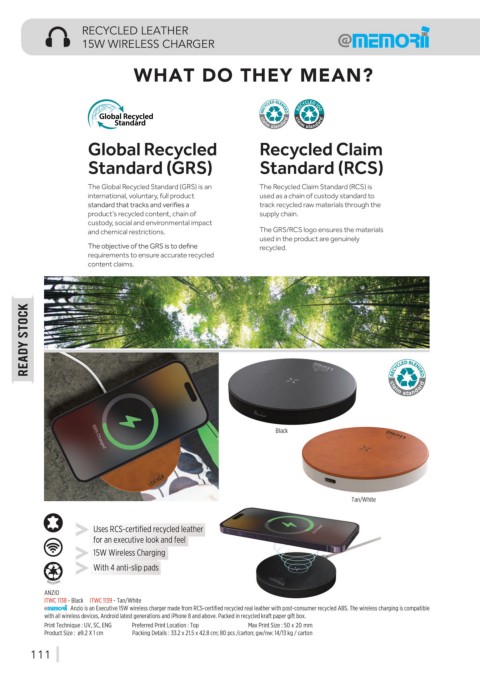 RECYCLED LEATHER
15W WIRELESS CHARGER
@memorii
WHAT DO THEY MEAN?
Global Recycled
Standard
RECYCLED BLENDED
CLAIM STANDARD
Global Recycled
Standard (GRS)
The Global Recycled Standard (GRS) is an
international, voluntary, full product
standard that tracks and verifies a
product's recycled content, chain of
custody, social and environmental impact
and chemical restrictions.
The objective of the GRS is to define
requirements to ensure accurate recycled
content claims.
Recycled Claim
Standard (RCS)
The Recycled Claim Standard (RCS) is
used as a chain of custody standard to
track recycled raw materials through the
supply chain.
The GRS/RCS logo ensures the materials
used in the product are genuinely
recycled.
READY STOCK
RECYCLED BLENDED
CLAIM STANDARD
Black
Tan/White
Uses RCS-certified recycled leather
for an executive look and feel
15W Wireless Charging
With 4 anti-slip pads
ANZIO
ITWC 1138 - Black ITWC 1139 - Tan/White
@memorii Anzio is an Executive 15W wireless charger made from RCS-certified recycled real leather with post-consumer recycled ABS. The wireless charging is compatible
with all wireless devices, Android latest generations and iPhone 8 and above. Packed in recycled kraft paper gift box.
Print Technique : UV, SC, ENG Preferred Print Location : Top Max Print Size : 50 x 20 mm
Product Size : ø9.2 X 1 cm Packing Details : 33.2 x 21.5 x 42.8 cm; 80 pcs /carton, gw/nw: 14/13 kg / carton
111